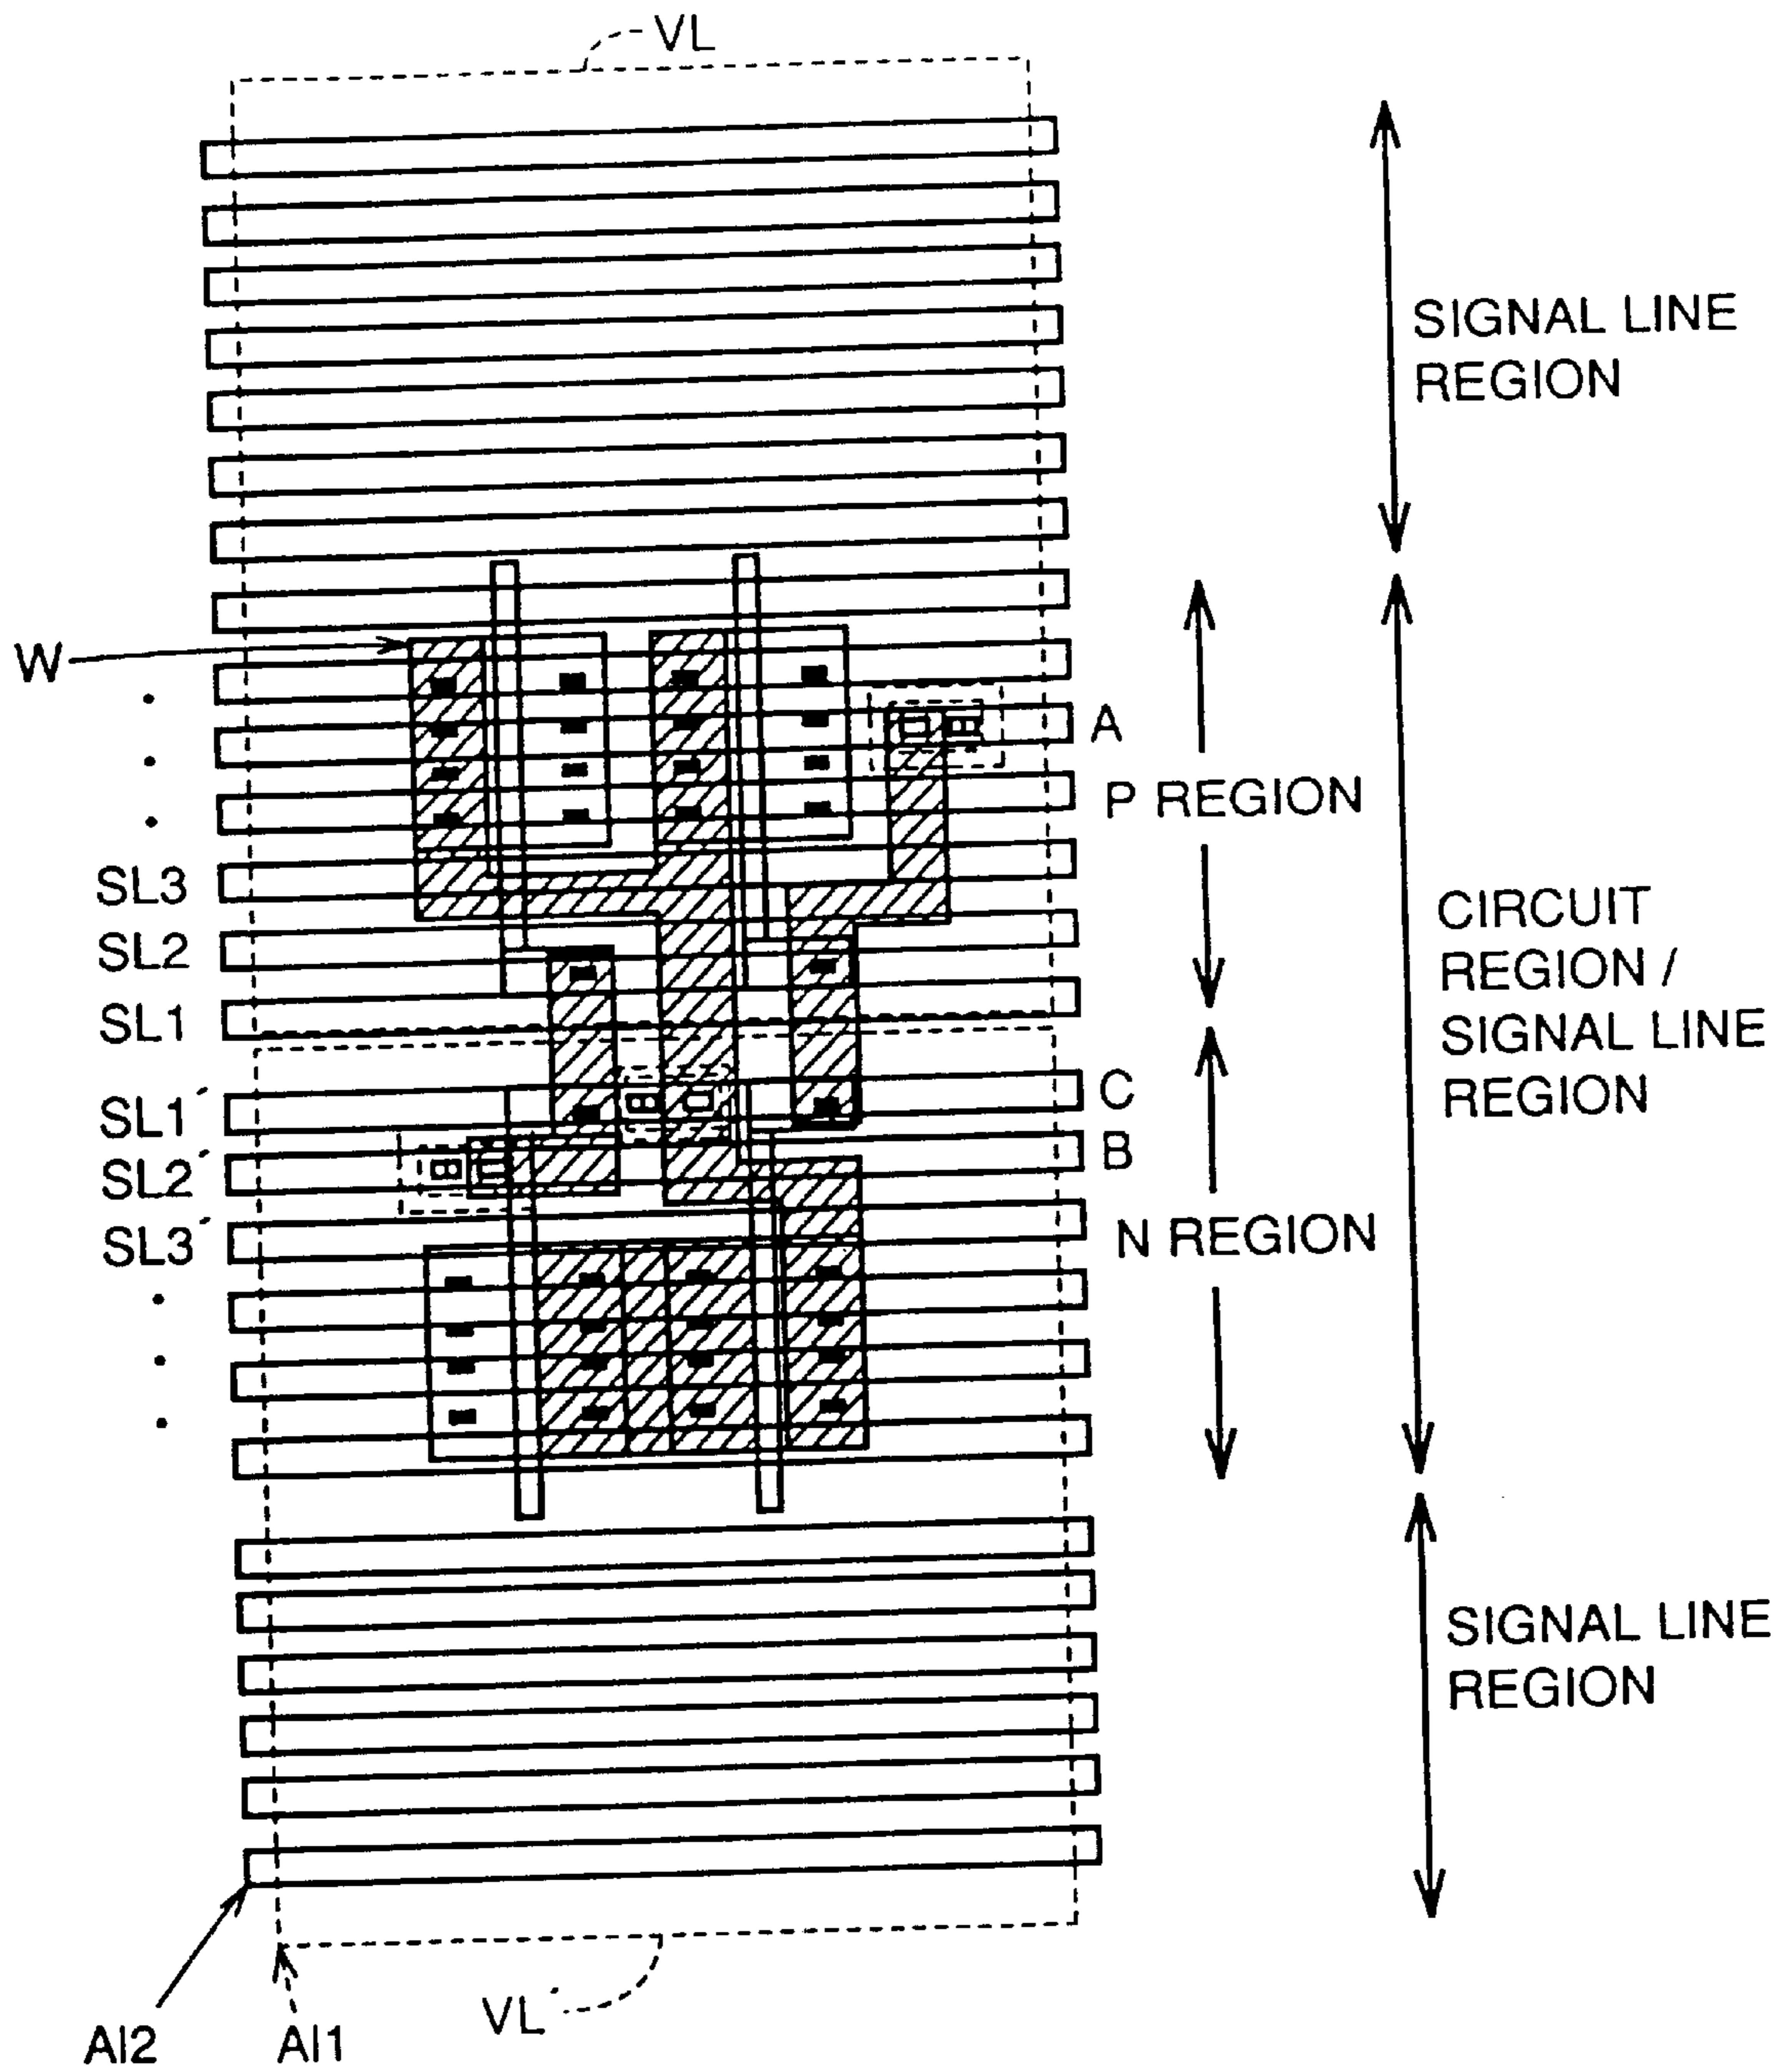 VL
SIGNAL LINE
REGION
W
A
P REGION
SL3
SL2
SL1
CIRCUIT
REGION /
SIGNAL LINE
REGION
SL1´
C
SL2´
B
SL3´
N REGION
SIGNAL LINE
REGION
VL´
Al2
Al1